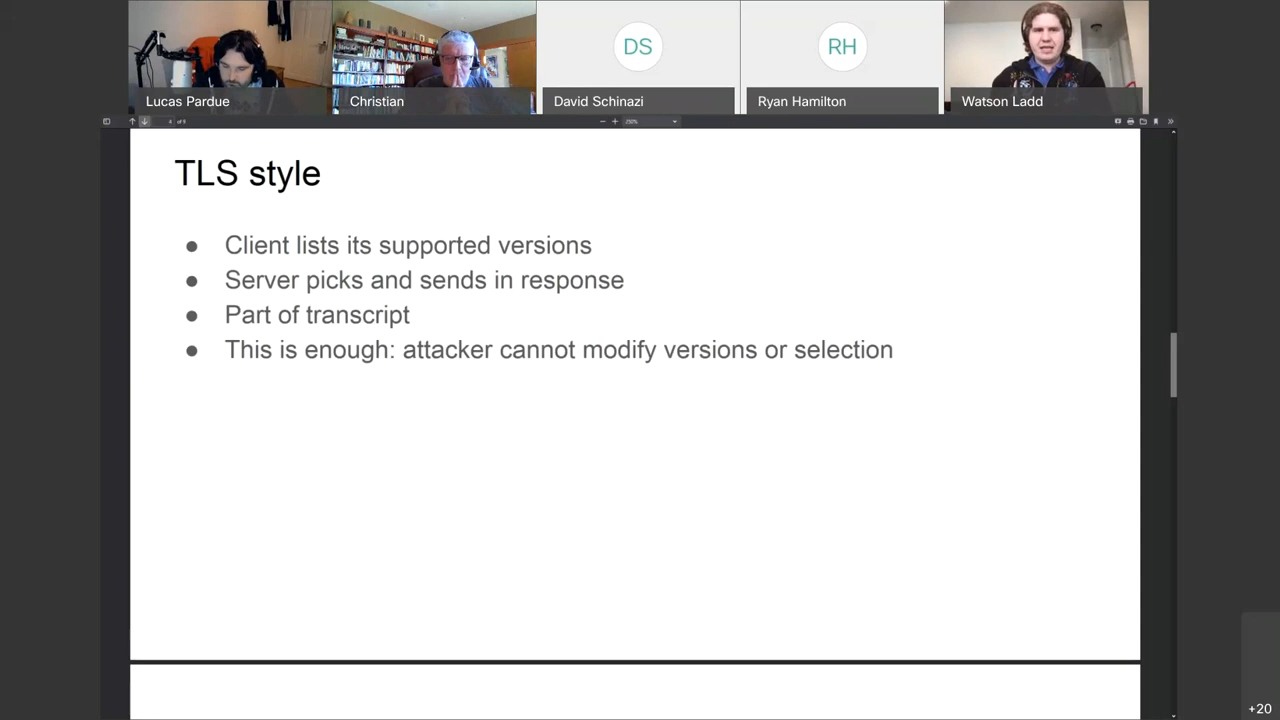 DS
RH
Lucas Pardue
Christian
David Schinazi
Ryan Hamilton
Watson Ladd
TLS style
● Client lists its supported versions
● Server picks and sends in response
● Part of transcript
● This is enough: attacker cannot modify versions or selection
+20